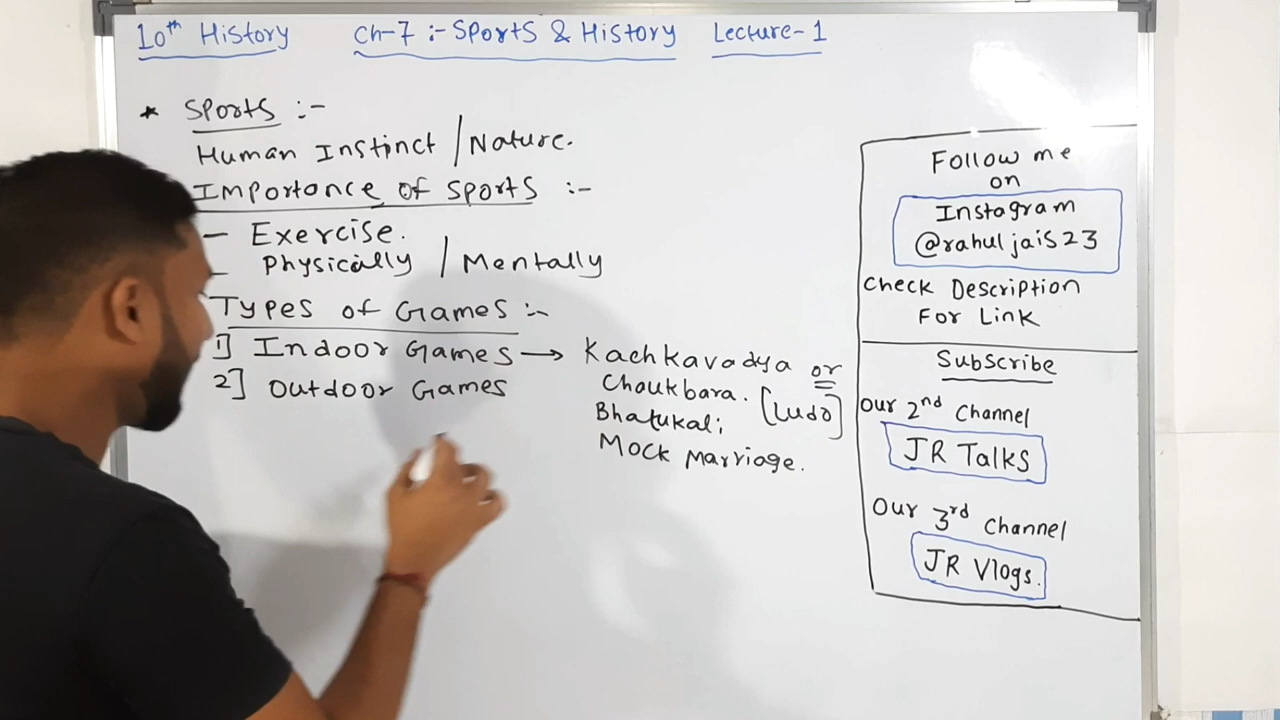 10th History Ch-7 :- Sports & History Lecture-1
* Sports :-
Human Instinct / Nature.
Importance of Sports :-
- Exercise.
- Physically / Mentally
Types of Games :-
1] Indoor Games → Kachkavadya or
Choukbara. [Ludo]
Bhatukali
Mock Marriage.
2] Outdoor Games
Follow me
on
Instagram
@rahuljais23
Check Description
For Link
Subscribe
Our 2nd Channel
JR Talks
Our 3rd Channel
JR Vlogs.